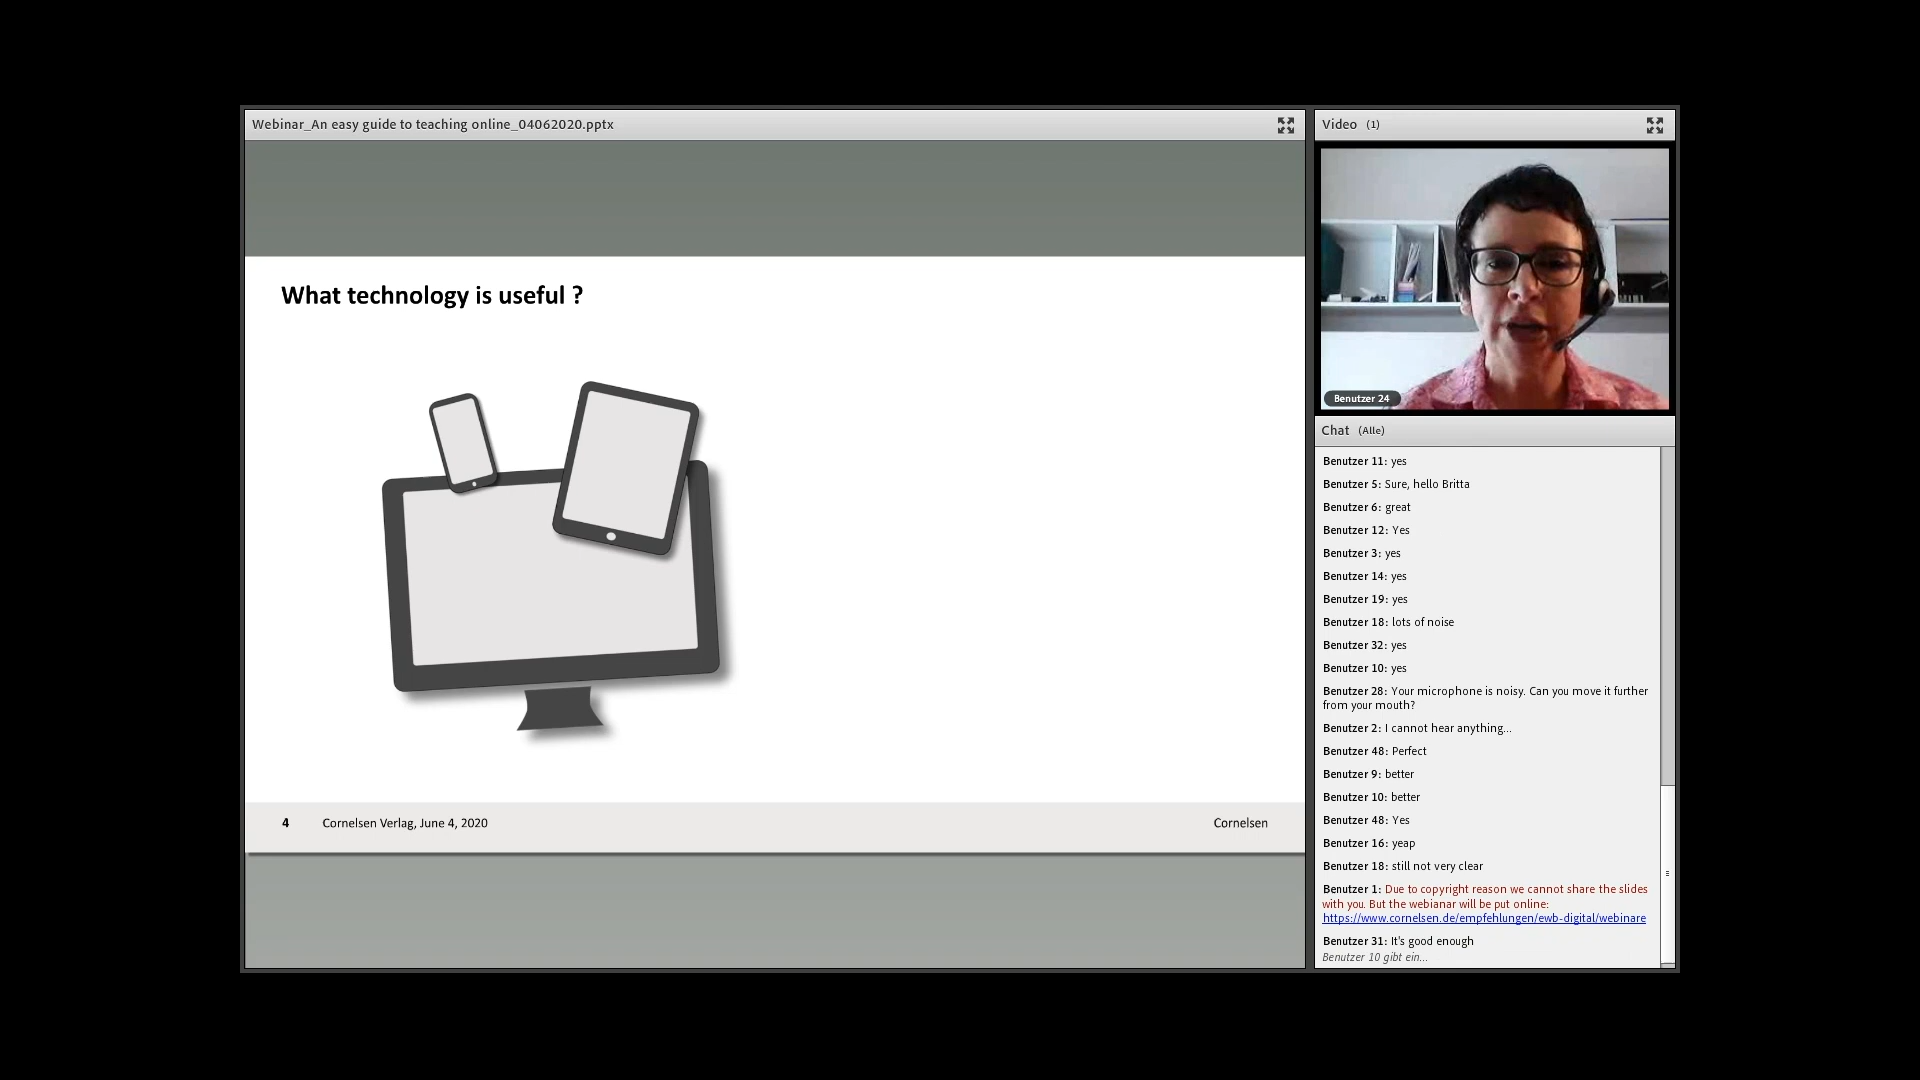 Webinar_An easy guide to teaching online_04062020.pptx
What technology is useful ?
4 Cornelsen Verlag, June 4, 2020 Cornelsen
Video (1)
Benutzer 24
Chat (Alle)
Benutzer 11: yes
Benutzer 5: Sure, hello Britta
Benutzer 6: great
Benutzer 12: Yes
Benutzer 3: yes
Benutzer 14: yes
Benutzer 19: yes
Benutzer 18: lots of noise
Benutzer 32: yes
Benutzer 10: yes
Benutzer 28: Your microphone is noisy. Can you move it further
from your mouth?
Benutzer 2: I cannot hear anything...
Benutzer 48: Perfect
Benutzer 9: better
Benutzer 10: better
Benutzer 48: Yes
Benutzer 16: yeap
Benutzer 18: still not very clear
Benutzer 1: Due to copyright reason we cannot share the slides
with you. But the webianar will be put online:
https://www.cornelsen.de/empfehlungen/ewb-digital/webinare
Benutzer 31: It's good enough
Benutzer 10 gibt ein...